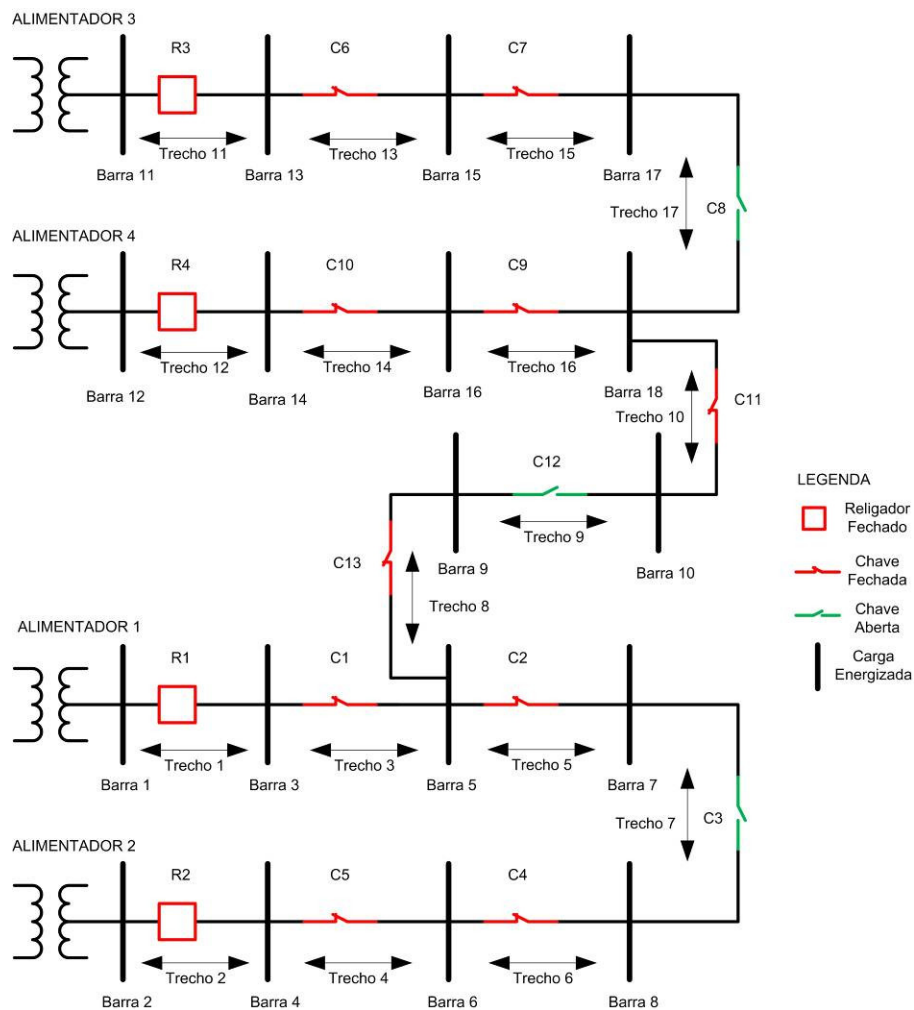 ALIMENTADOR 3
R3
C6
C7
Trecho 11
Trecho 13
Trecho 15
Barra 11
Barra 13
Barra 15
Barra 17
Trecho 17
C8
ALIMENTADOR 4
R4
C10
C9
Trecho 12
Trecho 14
Trecho 16
Barra 12
Barra 14
Barra 16
Barra 18
Trecho 10
C11
C12
Trecho 9
Barra 9
Barra 10
C13
Trecho 8
LEGENDA
Religador
Fechado
Chave
Fechada
Chave
Aberta
Carga
Energizada
ALIMENTADOR 1
R1
C1
C2
Trecho 1
Trecho 3
Trecho 5
Barra 1
Barra 3
Barra 5
Barra 7
Trecho 7
C3
ALIMENTADOR 2
R2
C5
C4
Trecho 2
Trecho 4
Trecho 6
Barra 2
Barra 4
Barra 6
Barra 8